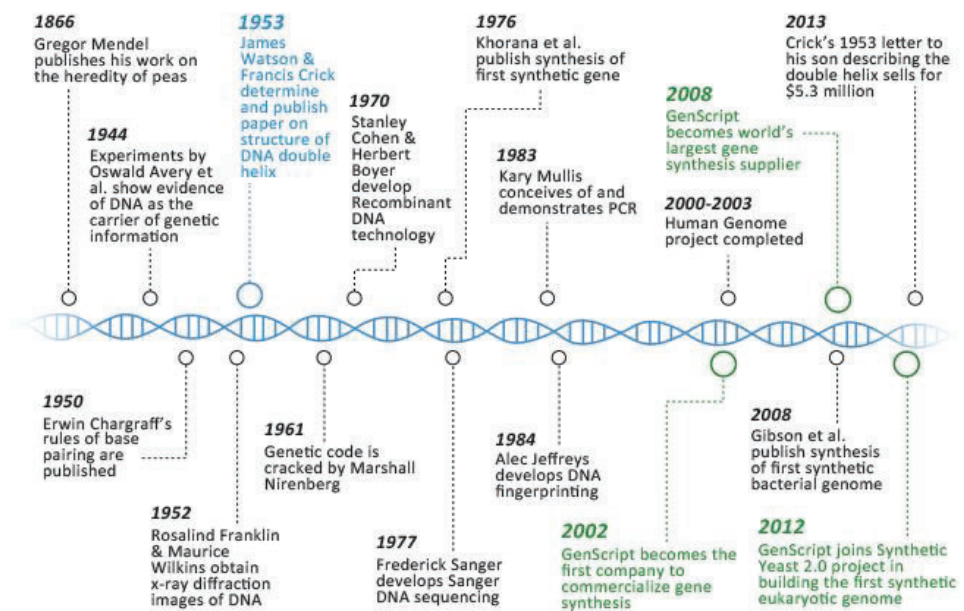 1866
Gregor Mendel
publishes his work on
the heredity of peas
1944
Experiments by
Oswald Avery et
al. show evidence
of DNA as the
carrier of genetic
information
1953
James
Watson &
Francis Crick
determine
and publish
paper on
structure of
DNA double
helix
1970
Stanley
Cohen &
Herbert
Boyer
develop
Recombinant
DNA
technology
1976
Khorana et al.
publish synthesis of
first synthetic gene
1983
Kary Mullis
conceives of and
demonstrates PCR
2008
GenScript
becomes world's
largest gene
synthesis supplier
2000-2003
Human Genome
project completed
2013
Crick's 1953 letter to
his son describing the
double helix sells for
$5.3 million
1950
Erwin Chargraff's
rules of base
pairing are
published
1952
Rosalind Franklin
& Maurice
Wilkins obtain
x-ray diffraction
images of DNA
1961
Genetic code is
cracked by Marshall
Nirenberg
1977
Frederick Sanger
develops Sanger
DNA sequencing
1984
Alec Jeffreys
develops DNA
fingerprinting
2002
GenScript becomes the
first company to
commercialize gene
synthesis
2008
Gibson et al.
publish synthesis
of first synthetic
bacterial genome
2012
GenScript joins Synthetic
Yeast 2.0 project in
building the first synthetic
eukaryotic genome